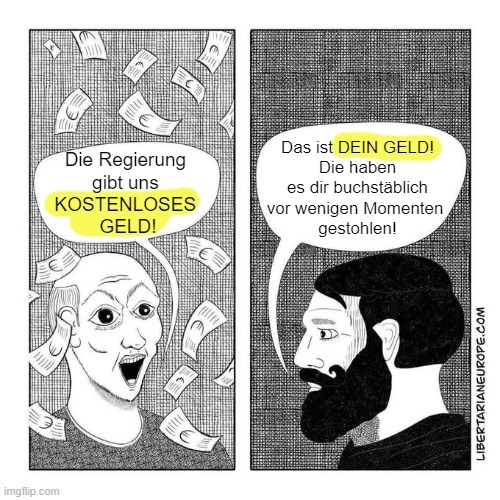 Die Regierung
gibt uns
KOSTENLOSES
GELD!
Das ist DEIN GELD!
Die haben
es dir buchstäblich
vor wenigen Momenten
gestohlen!
LIBERTARIANEUROPE.COM
imgflip.com